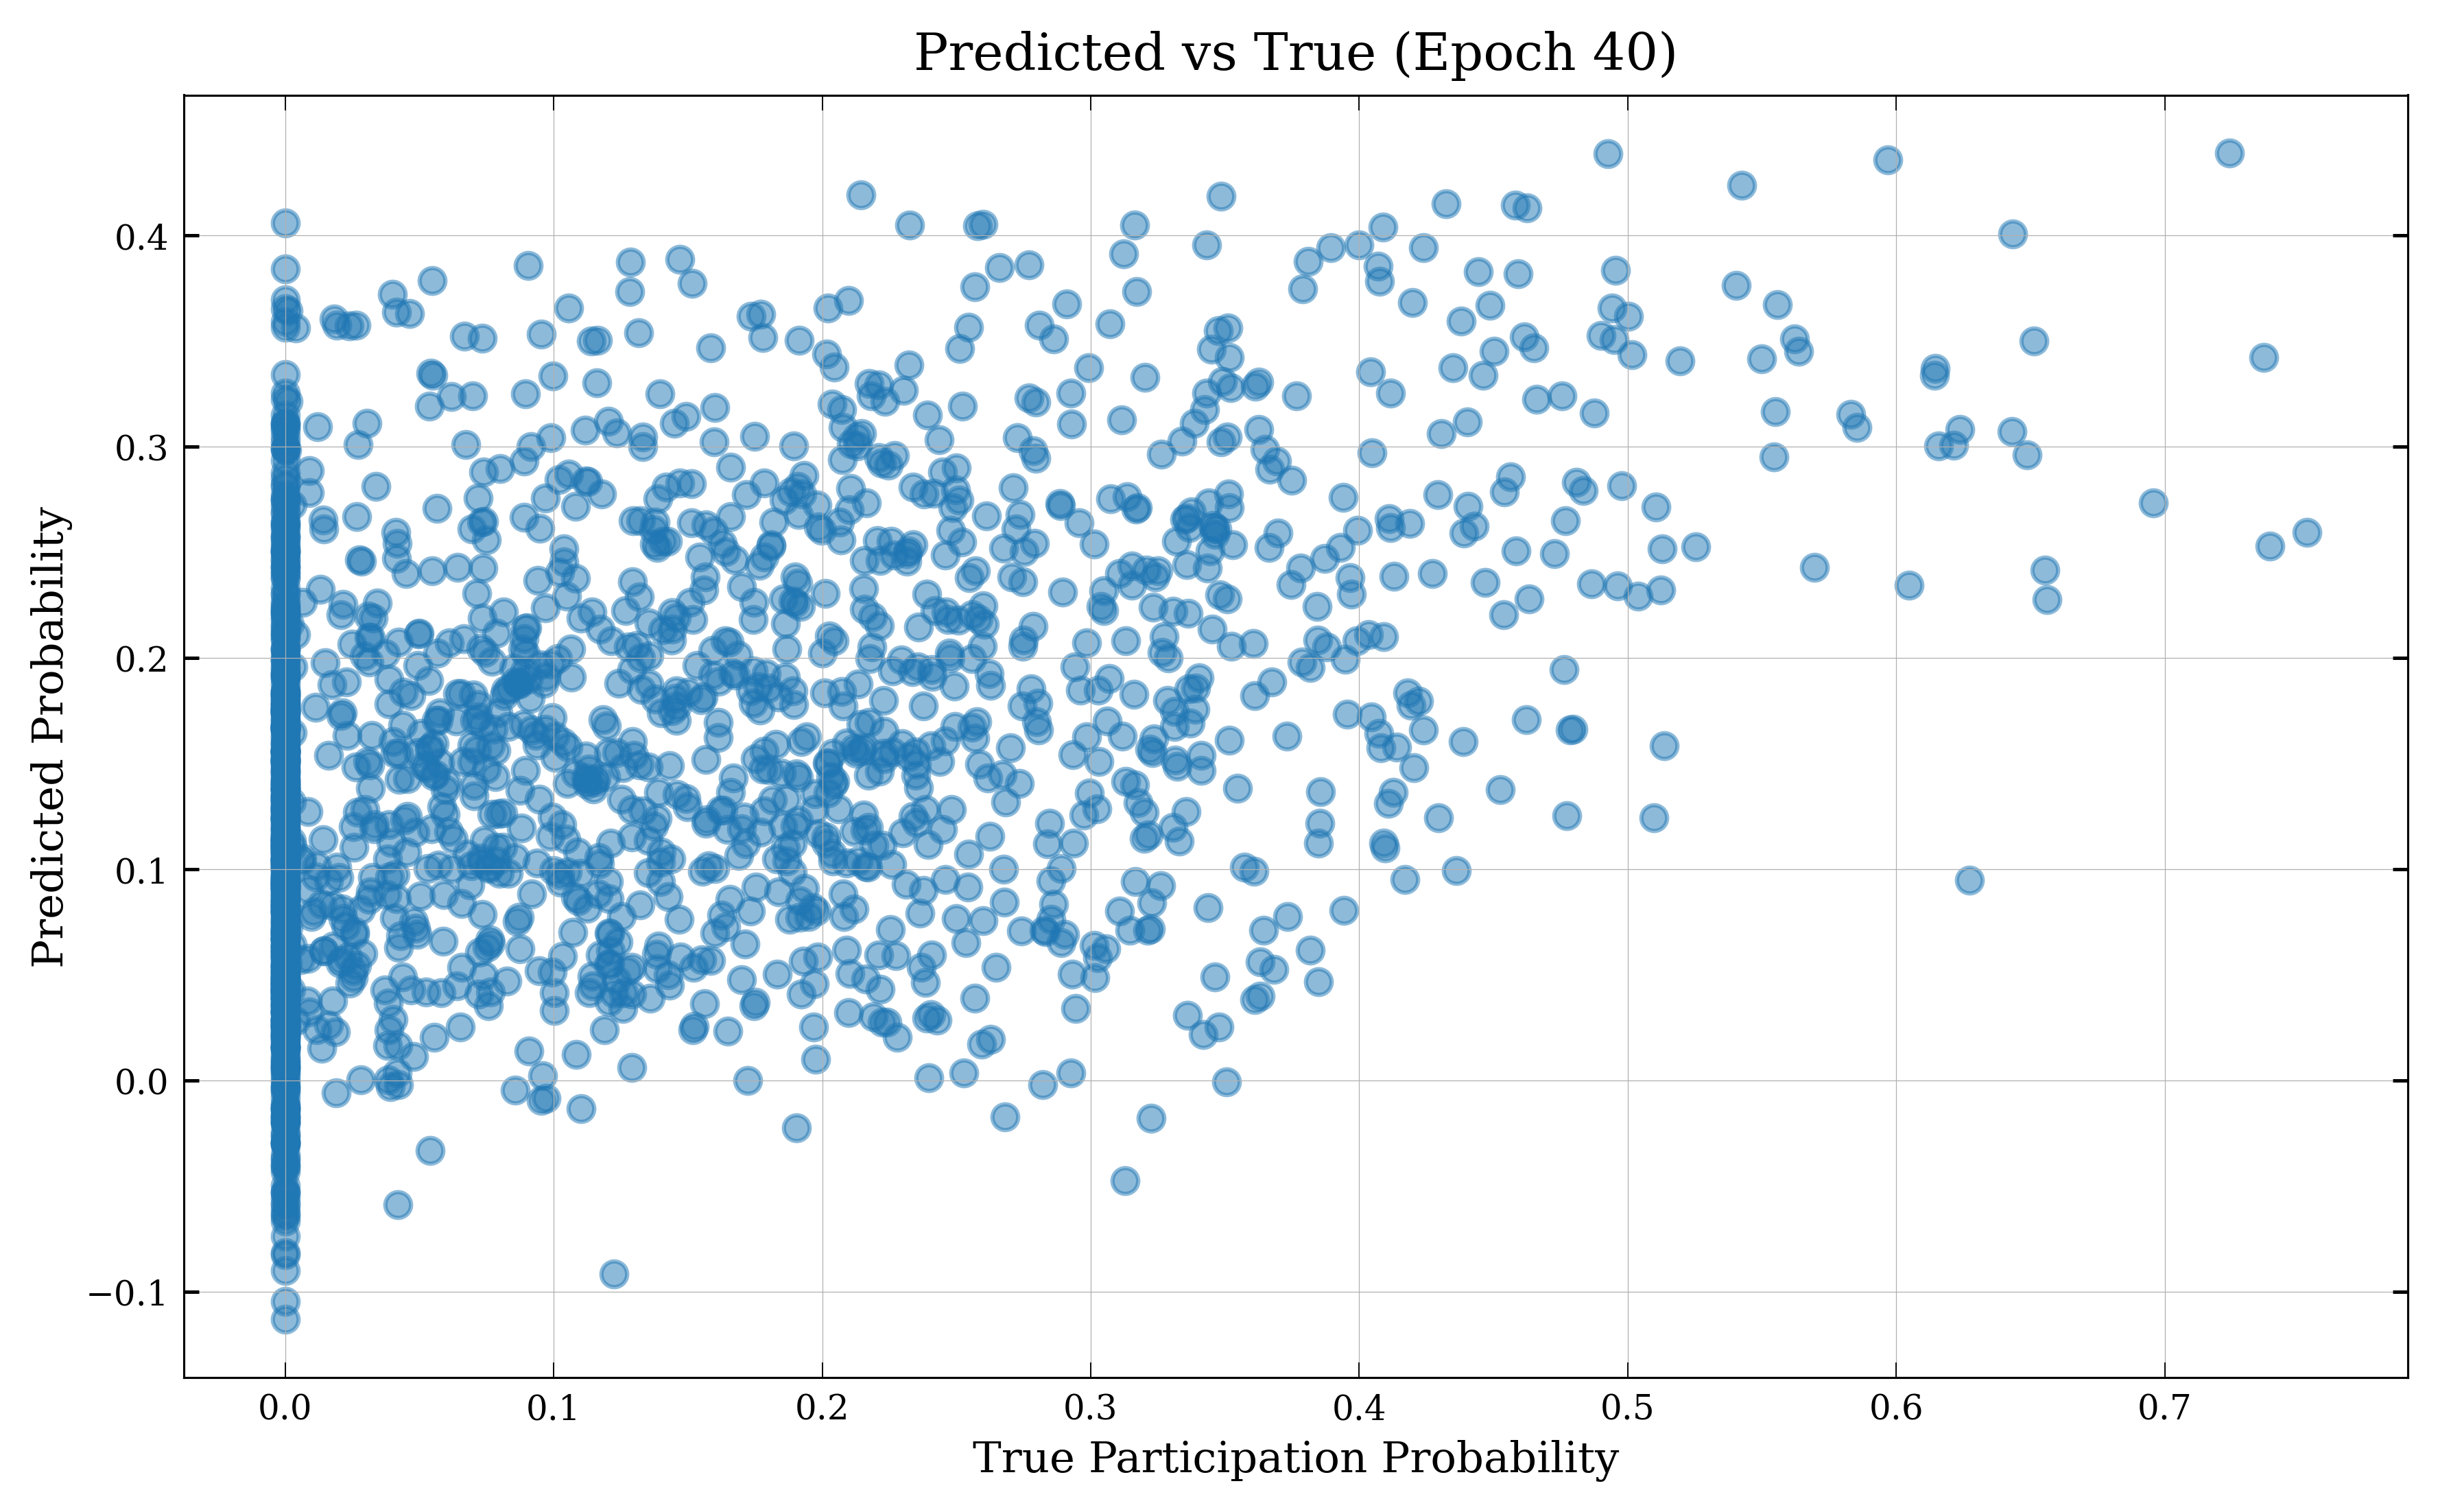 Predicted vs True (Epoch 40)
Predicted Probability
0.4
0.3
0.2
0.1
0.0
−0.1
0.0 0.1 0.2 0.3 0.4 0.5 0.6 0.7
True Participation Probability